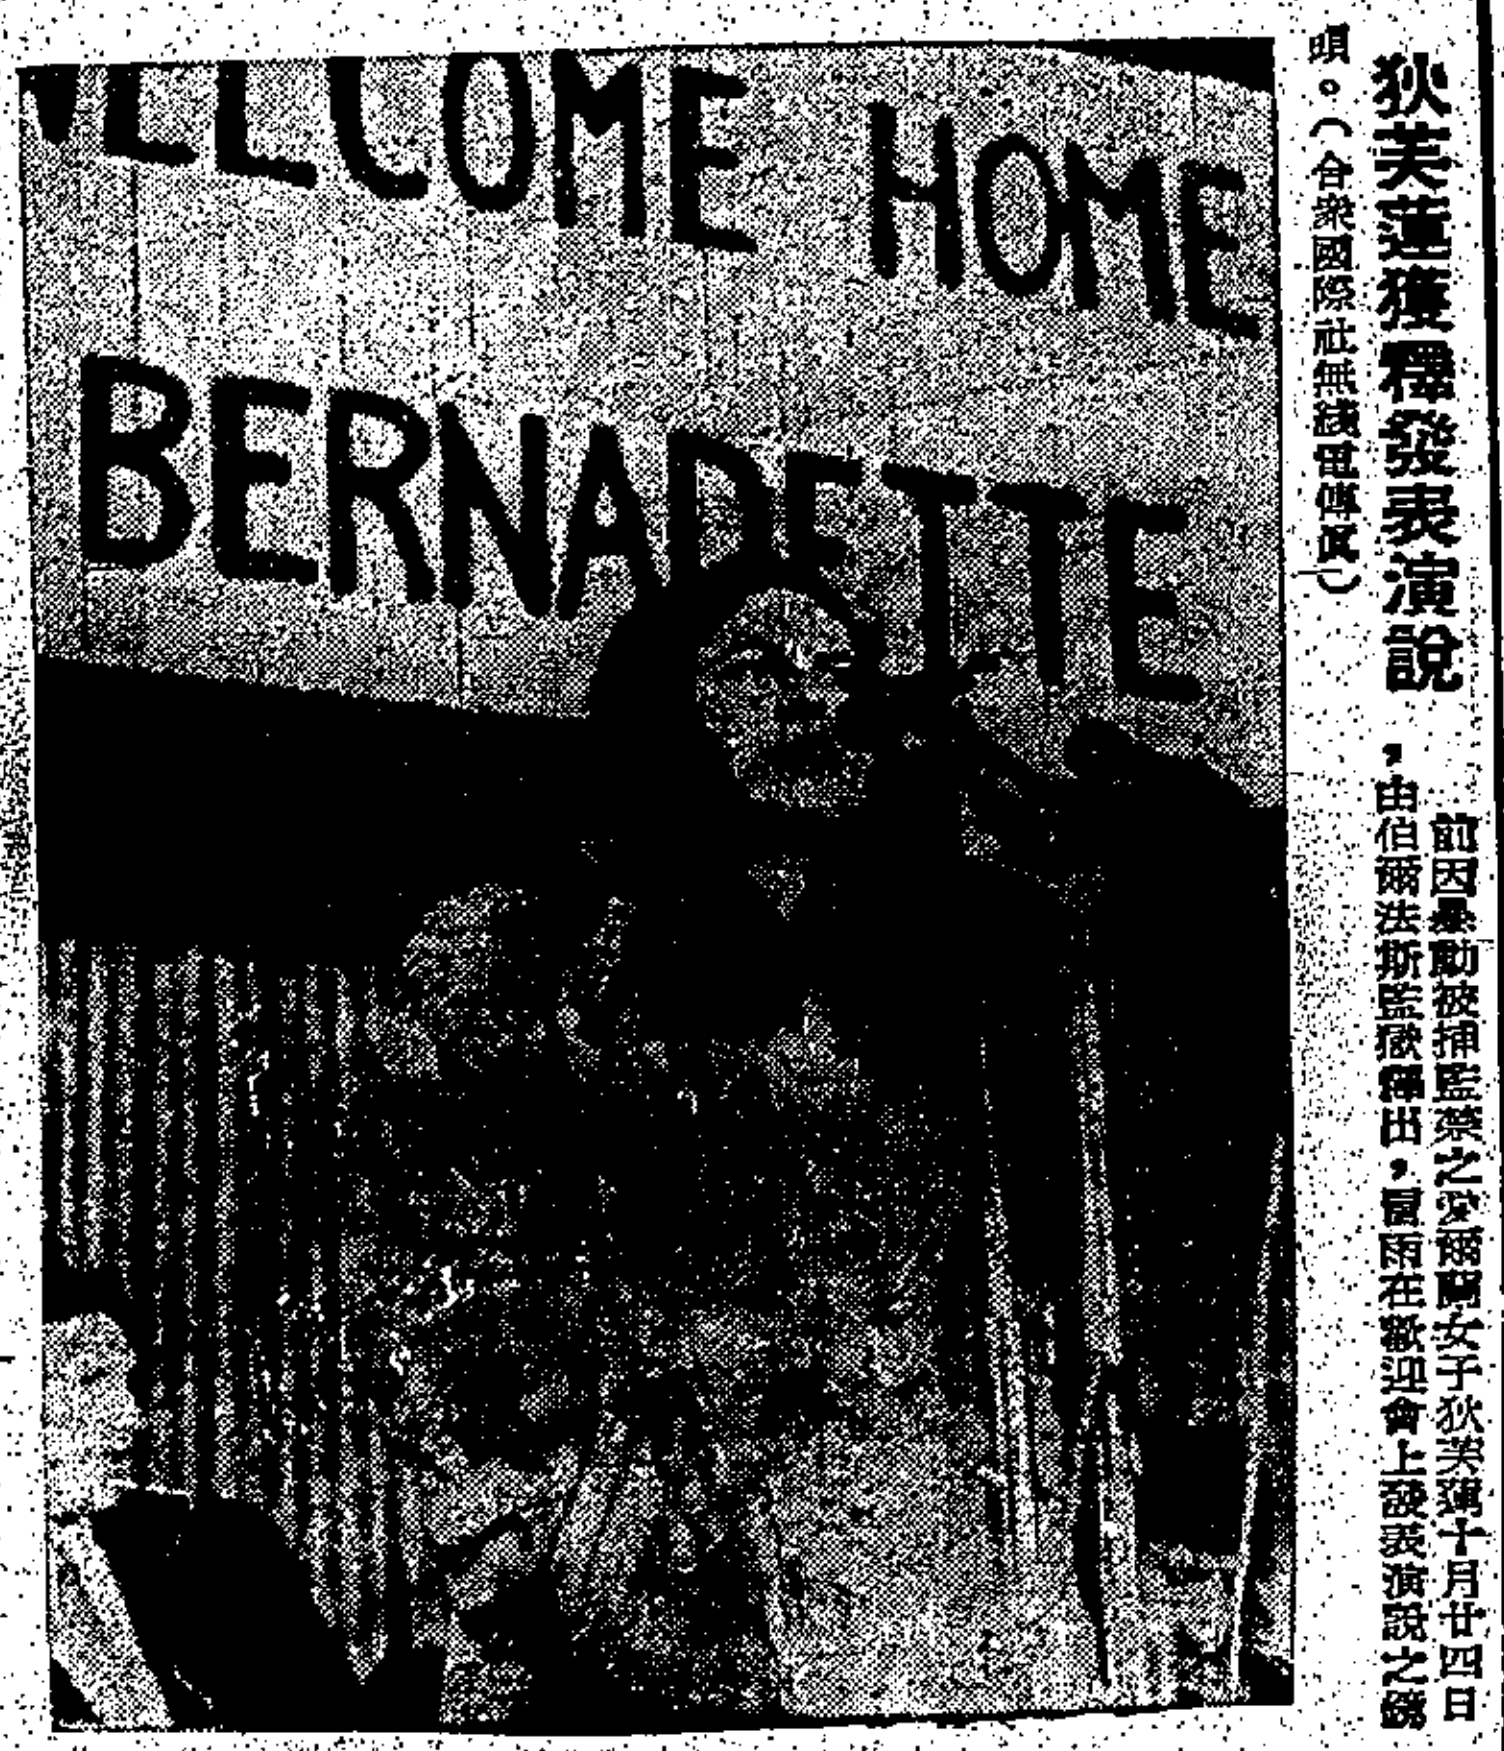 WELCOME HOME
BERNADETTE
狄芙蓮獲釋發表演說
前因暴動被捕監禁之愛爾蘭女子狄芙蓮十月廿四日
，由伯爾法斯監獄釋出，冒雨在歡迎會上發表演說之鏡
頭。（合衆國際社無綫電傳眞）